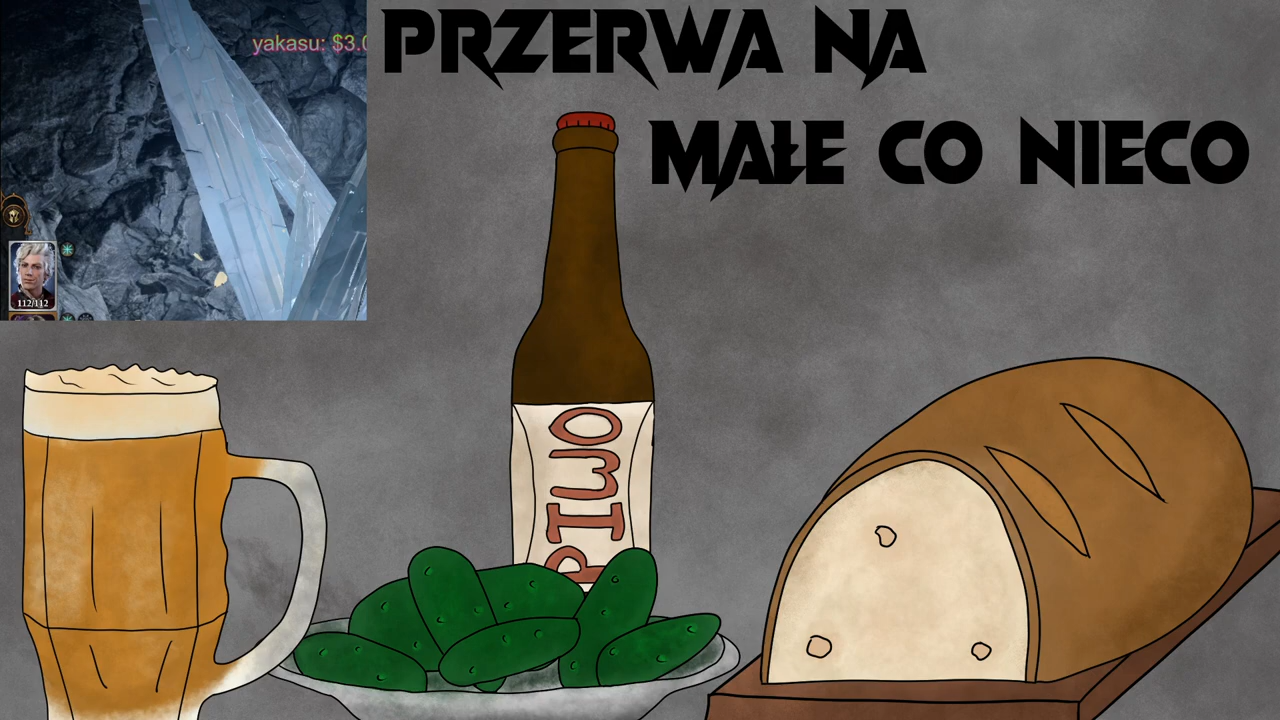 PRZERWA NA
yakasu: $3.0
MAŁE CO NIECO
112/112
PIWO